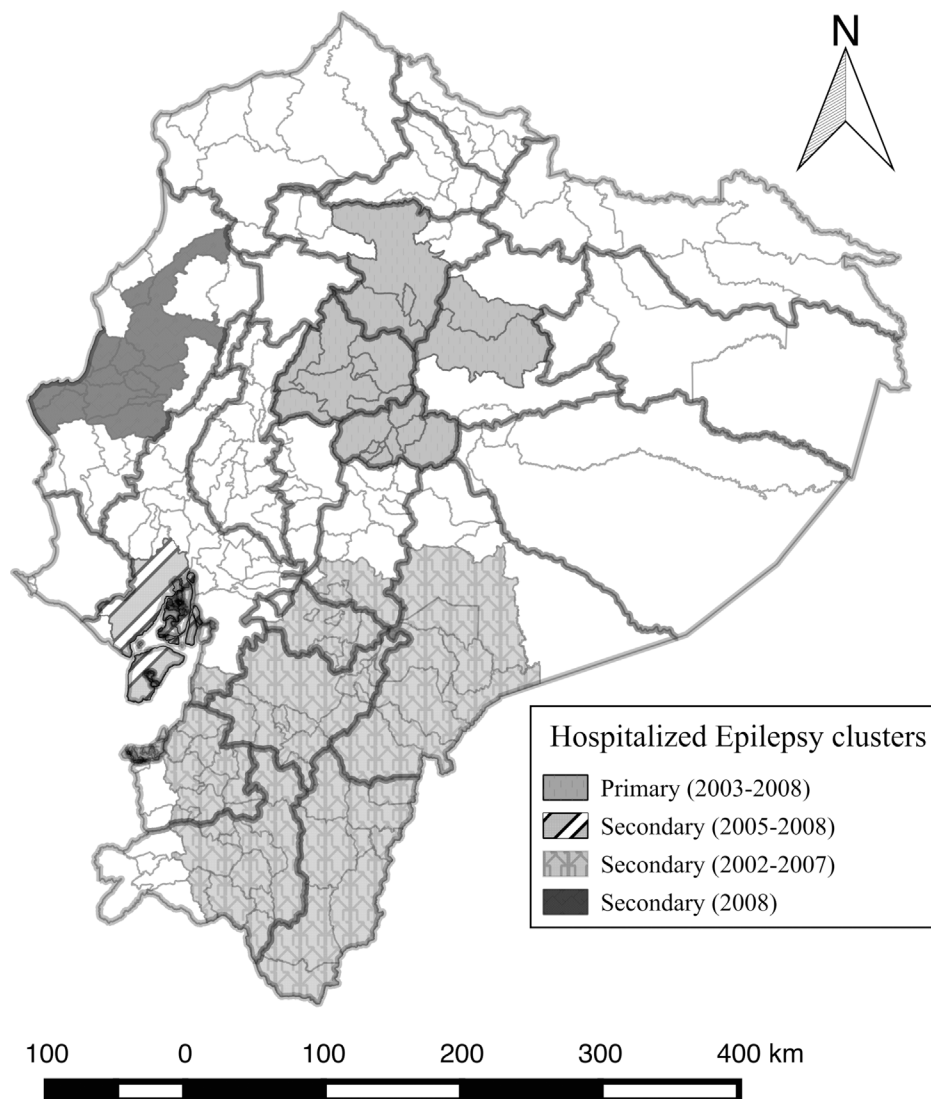 N
Hospitalized Epilepsy clusters
Primary (2003-2008)
Secondary (2005-2008)
Secondary (2002-2007)
Secondary (2008)
100 0 100 200 300 400 km